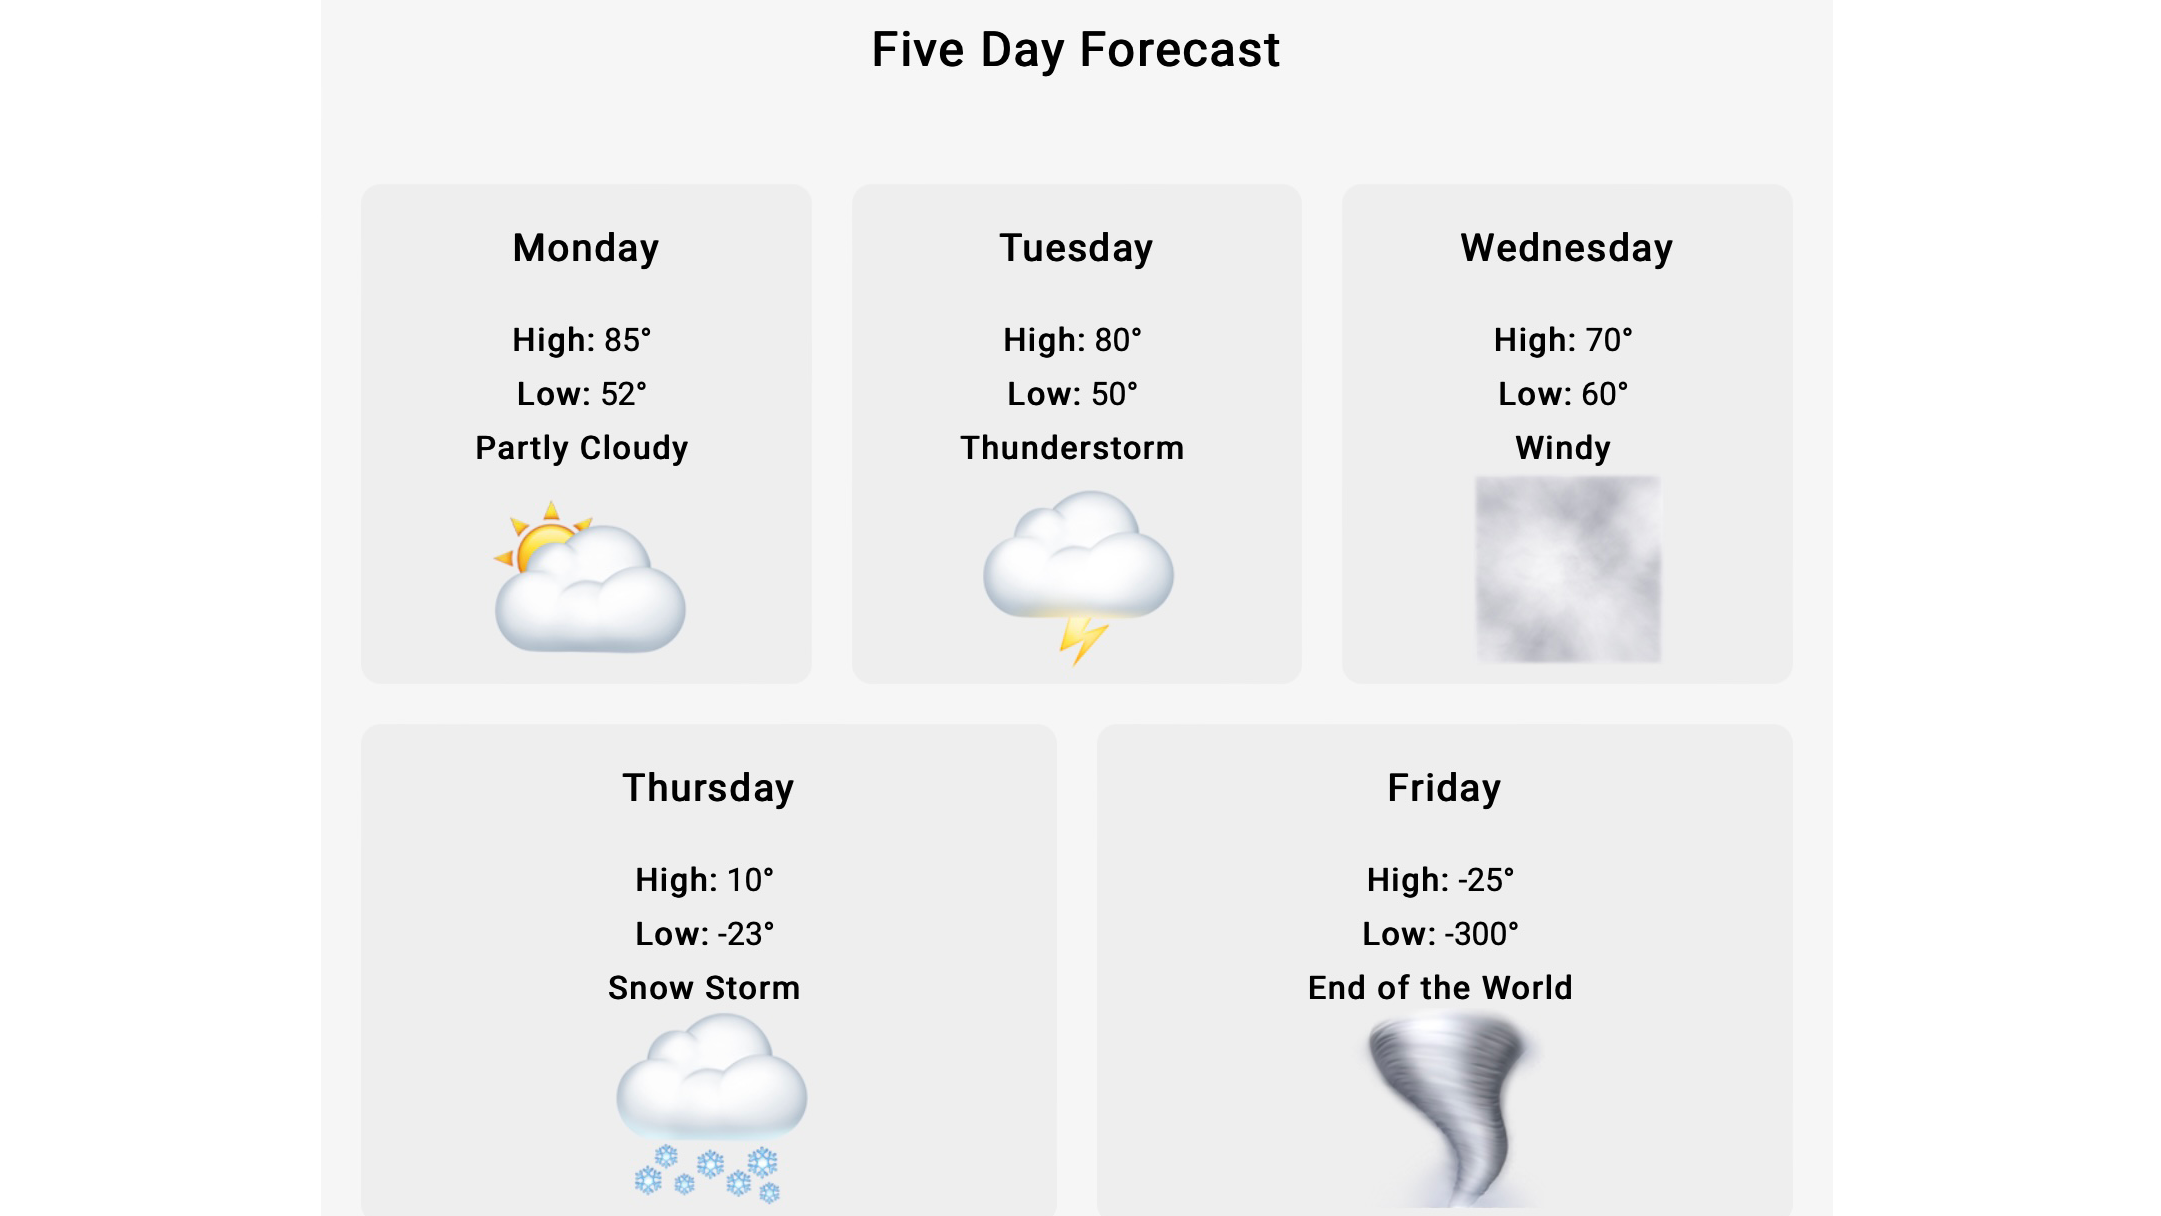 Five Day Forecast
Monday
High: 85°
Low: 52°
Partly Cloudy
Tuesday
High: 80°
Low: 50°
Thunderstorm
Wednesday
High: 70°
Low: 60°
Windy
Thursday
High: 10°
Low: -23°
Snow Storm
Friday
High: -25°
Low: -300°
End of the World